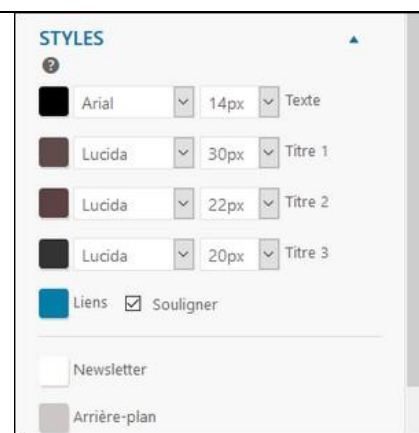 STYLES
?
Arial 14px Texte
Lucida 30px Titre 1
Lucida 22px Titre 2
Lucida 20px Titre 3
Liens Souligner
Newsletter
Arrière-plan